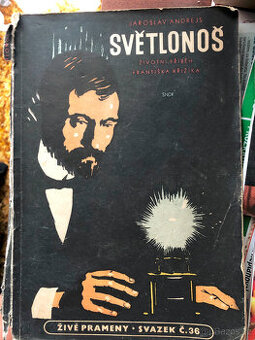 JAROSLAV ANDREJS
SVĚTLONOŠ
ŽIVOTNÍ PŘÍBĚH
FRANTIŠKA KŘIŽÍKA
SNDK
ŽIVÉ PRAMENY · SVAZEK Č.36